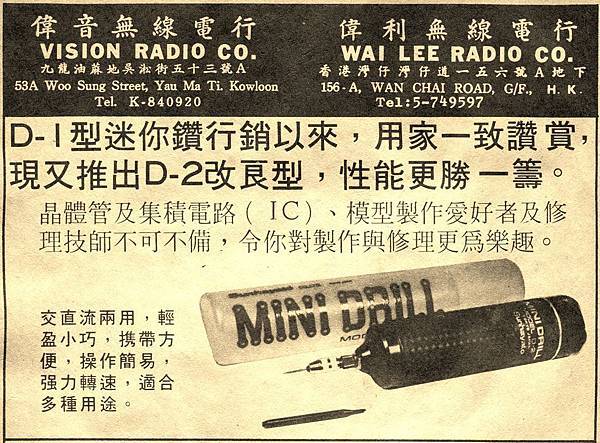 偉音無線電行
VISION RADIO CO.
九龍油蔴地吳淞街五十三號A
53A Woo Sung Street, Yau Ma Ti. Kowloon
Tel. K-840920
偉利無線電行
WAI LEE RADIO CO.
香港灣仔灣仔道一五六號A地下
156-A, WAN CHAI ROAD, G/F., H. K.
Tel:5-749597
D-1型迷你鑽行銷以來，用家一致讚賞，
現又推出D-2改良型，性能更勝一籌。
晶體管及集積電路（IC）、模型製作愛好者及修
理技師不可不備，令你對製作與修理更爲樂趣。
交直流兩用，輕
盈小巧，携帶方
便，操作簡易，
强力轉速，適合
多種用途。
MINI DRILL
MINI DRILL